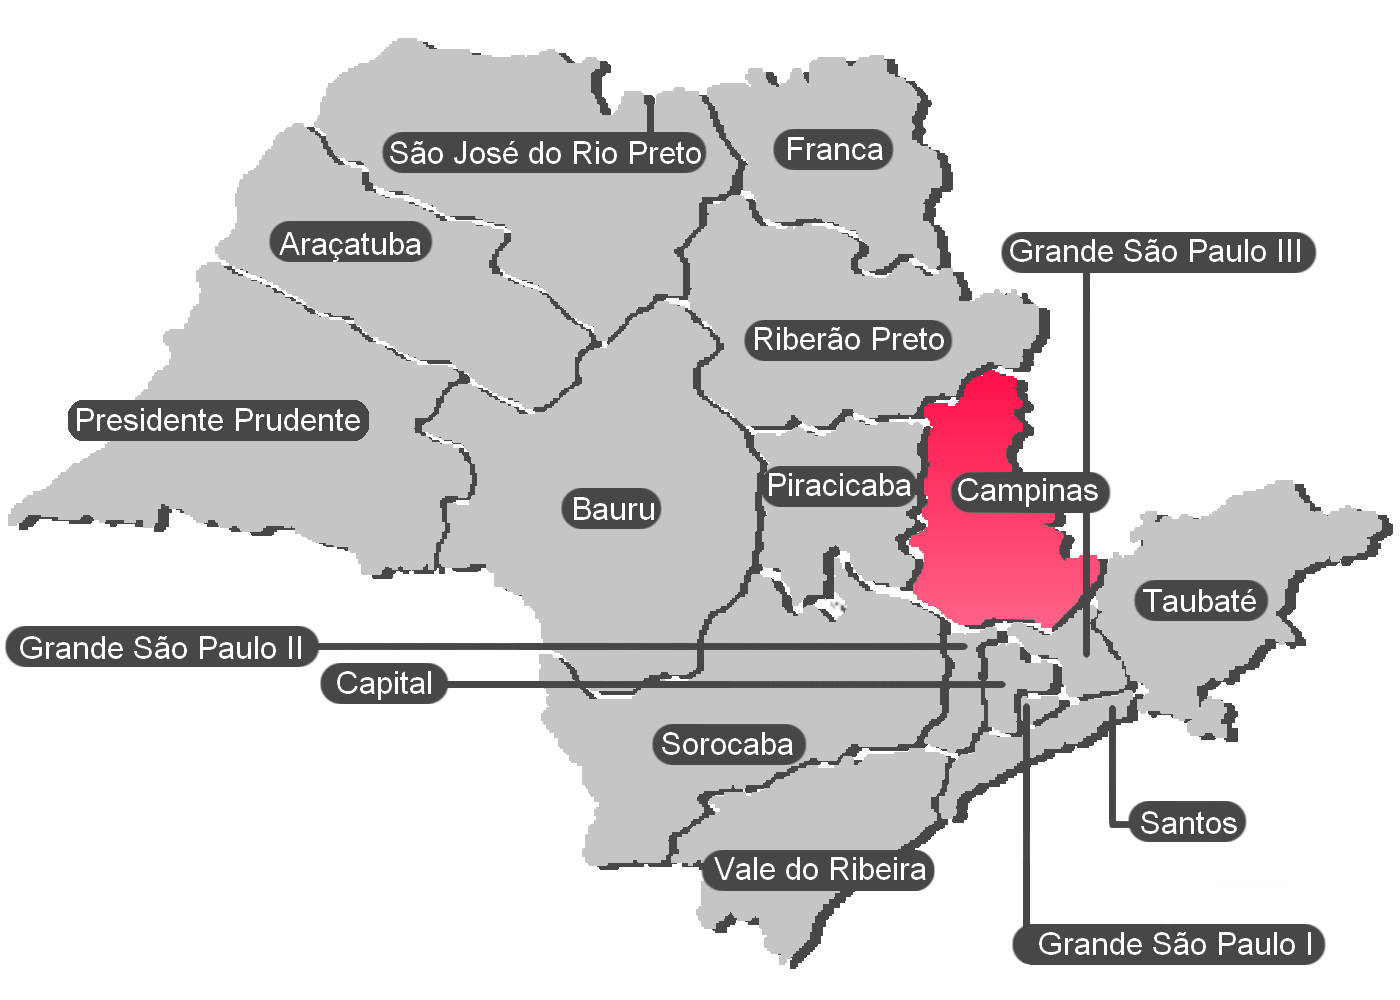 São José do Rio Preto
Franca
Araçatuba
Grande São Paulo III
Riberão Preto
Presidente Prudente
Piracicaba
Campinas
Bauru
Taubaté
Grande São Paulo II
Capital
Sorocaba
Santos
Vale do Ribeira
Grande São Paulo I